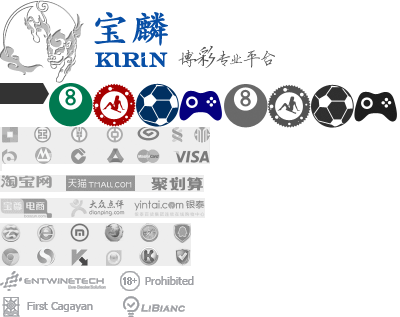 宝麟
KIRIN 博彩专业平台
8 8
VISA
淘宝网 天猫 TMALL.COM 聚划算
电商 大众点评 dianping.com yintai.com 银泰
ENTWINETECH 18+ Prohibited
First Cagayan LIBIANC